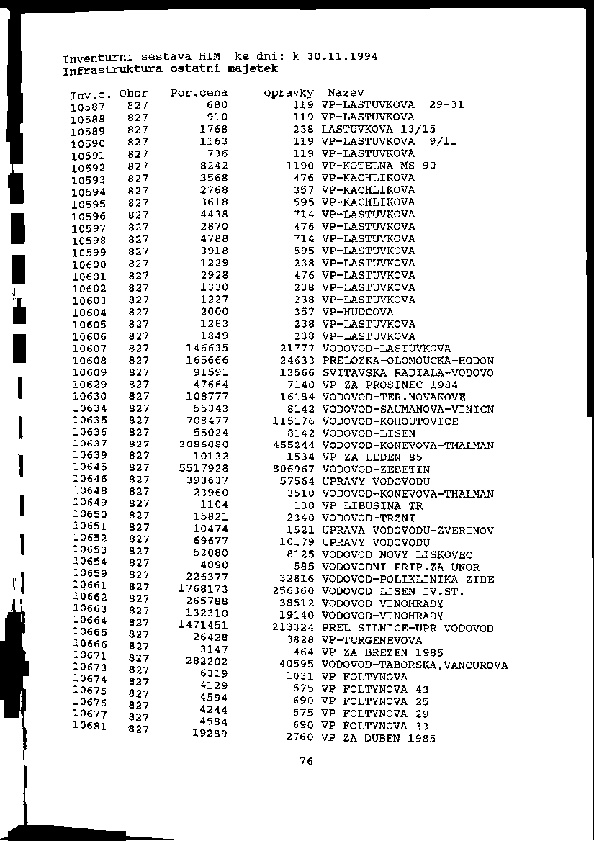 Inventurni sestava HIM ke dni: k 30.11.1994
Infrastruktura ostatni majetek
Inv.c. Obor Por.cena opravky Nazev
10587 827 680 119 VP-LASTUVKOVA 29-31
10588 827 910 119 VP-LASTUVKOVA
10589 827 1768 238 LASTUVKOVA 13/15
10590 827 1163 119 VP-LASTUVKOVA 9/11
10591 827 736 119 VP-LASTUVKOVA
10592 827 8242 1190 VP-KOTELNA MS 93
10593 827 3568 476 VP-KACHLIKOVA
10594 827 2768 357 VP-KACHLIKOVA
10595 827 3618 595 VP-KACHLIKOVA
10596 827 4438 714 VP-LASTUVKOVA
10597 827 2870 476 VP-LASTUVKOVA
10598 827 4788 714 VP-LASTUVKOVA
10599 827 3918 595 VP-LASTUVKOVA
10600 827 1239 238 VP-LASTUVKOVA
10601 827 2928 476 VP-LASTUVKOVA
10602 827 1330 238 VP-LASTUVKOVA
10603 827 1227 238 VP-LASTUVKOVA
10604 827 2000 357 VP-HUDCOVA
10605 827 1263 238 VP-LASTUVKOVA
10606 827 1849 238 VP-LASTUVKOVA
10607 827 146635 21777 VODOVOD-LASTUVKOVA
10608 827 165666 24633 PRELOZKA-OLOMOUCKA-HODON
10609 827 91591 13566 SVITAVSKA RADIALA-VODOVO
10629 827 47664 7140 VP ZA PROSINEC 1984
10630 827 108777 16184 VODOVOD-TER.NOVAKOVE
10634 827 55043 8142 VODOVOD-SAUMANOVA-VINICN
10635 827 708477 115176 VODOVOD-KOHOUTOVICE
10636 827 55024 8142 VODOVOD-LISEN
10637 827 3086080 455244 VODOVOD-KONEVOVA-THALMAN
10639 827 10132 1534 VP ZA LEDEN 85
10645 827 5517928 806967 VODOVOD-ZEBETIN
10646 827 393637 57564 UPRAVY VODOVODU
10648 827 23960 3510 VODOVOD-KONEVOVA-THALMAN
10649 827 1104 130 VP LIBUSINA TR
10650 827 15821 2340 VODOVOD-TRZNI
10651 827 10474 1521 UPRAVA VODOVODU-ZVERINOV
10652 827 69677 10179 UPRAVY VODOVODU
10653 827 52080 8125 VODOVOD NOVY LISKOVEC
10654 827 4090 585 VODOVODNI PRIP.ZA UNOR
10659 827 225377 32816 VODOVOD-POLIKLINIKA ZIDE
10661 827 1768173 256360 VODOVOD LISEN IV.ST.
10662 827 265788 38512 VODOVOD VINOHRADY
10663 827 132210 19140 VODOVOD-VINOHRADY
10664 827 1471451 213324 PREL SILNICE-UPR VODOVOD
10665 827 26428 3828 VP-TURGENEVOVA
10666 827 3147 464 VP ZA BREZEN 1985
10671 827 282202 40595 VODOVOD-TABORSKA,VANCUROVA
10673 827 1031 VP FOLTYNOVA
10674 827 4129 575 VP FOLTYNOVA 43
10675 827 4594 690 VP FOLTYNOVA 25
10676 827 4244 575 VP FOLTYNOVA 29
10677 827 4594 690 VP FOLTYNOVA 33
10681 827 19287 2760 VP ZA DUBEN 1985
76